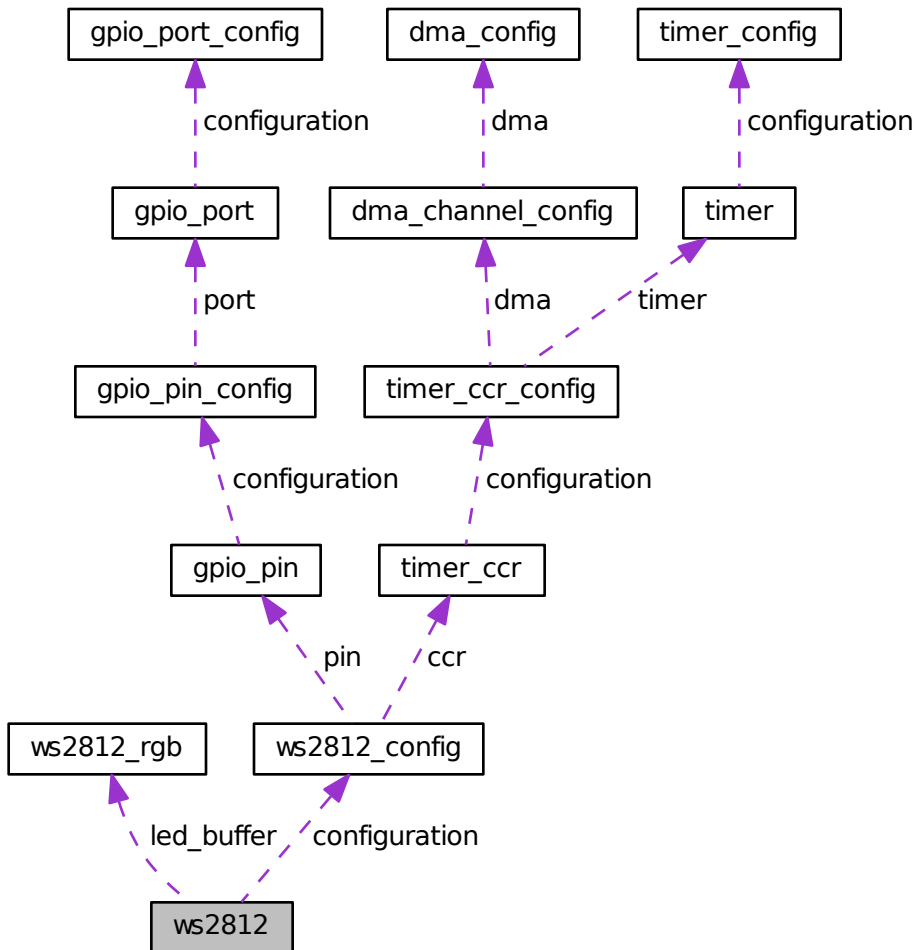 gpio_port_config
dma_config
timer_config
configuration
dma
configuration
gpio_port
dma_channel_config
timer
port
dma
timer
gpio_pin_config
timer_ccr_config
configuration
configuration
gpio_pin
timer_ccr
pin
ccr
ws2812_rgb
ws2812_config
led_buffer
configuration
ws2812